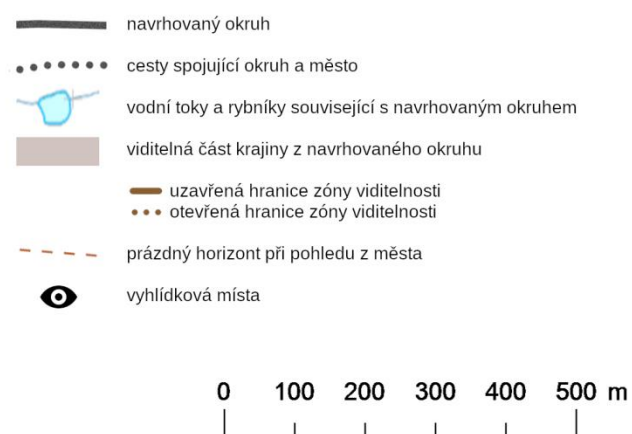 navrhovaný okruh
cesty spojující okruh a město
vodní toky a rybníky související s navrhovaným okruhem
viditelná část krajiny z navrhovaného okruhu
uzavřená hranice zóny viditelnosti
otevřená hranice zóny viditelnosti
prázdný horizont při pohledu z města
vyhlídková místa
0 100 200 300 400 500 m